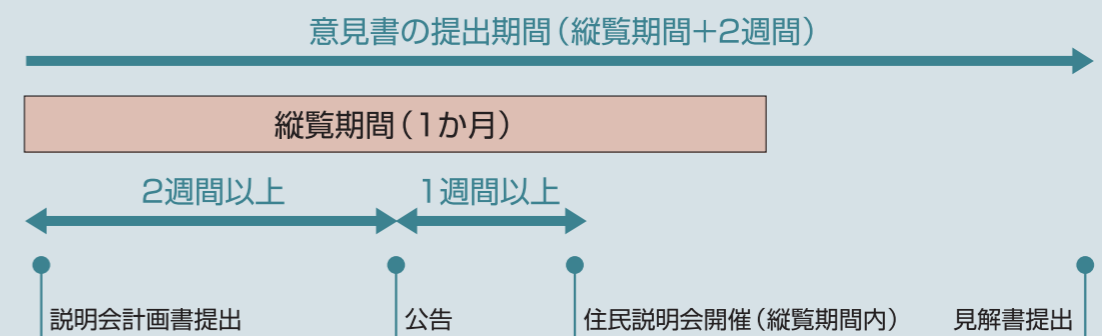 意見書の提出期間（縦覧期間＋2週間）
縦覧期間（1か月）
2週間以上
1週間以上
説明会計画書提出
公告
住民説明会開催（縦覧期間内）
見解書提出